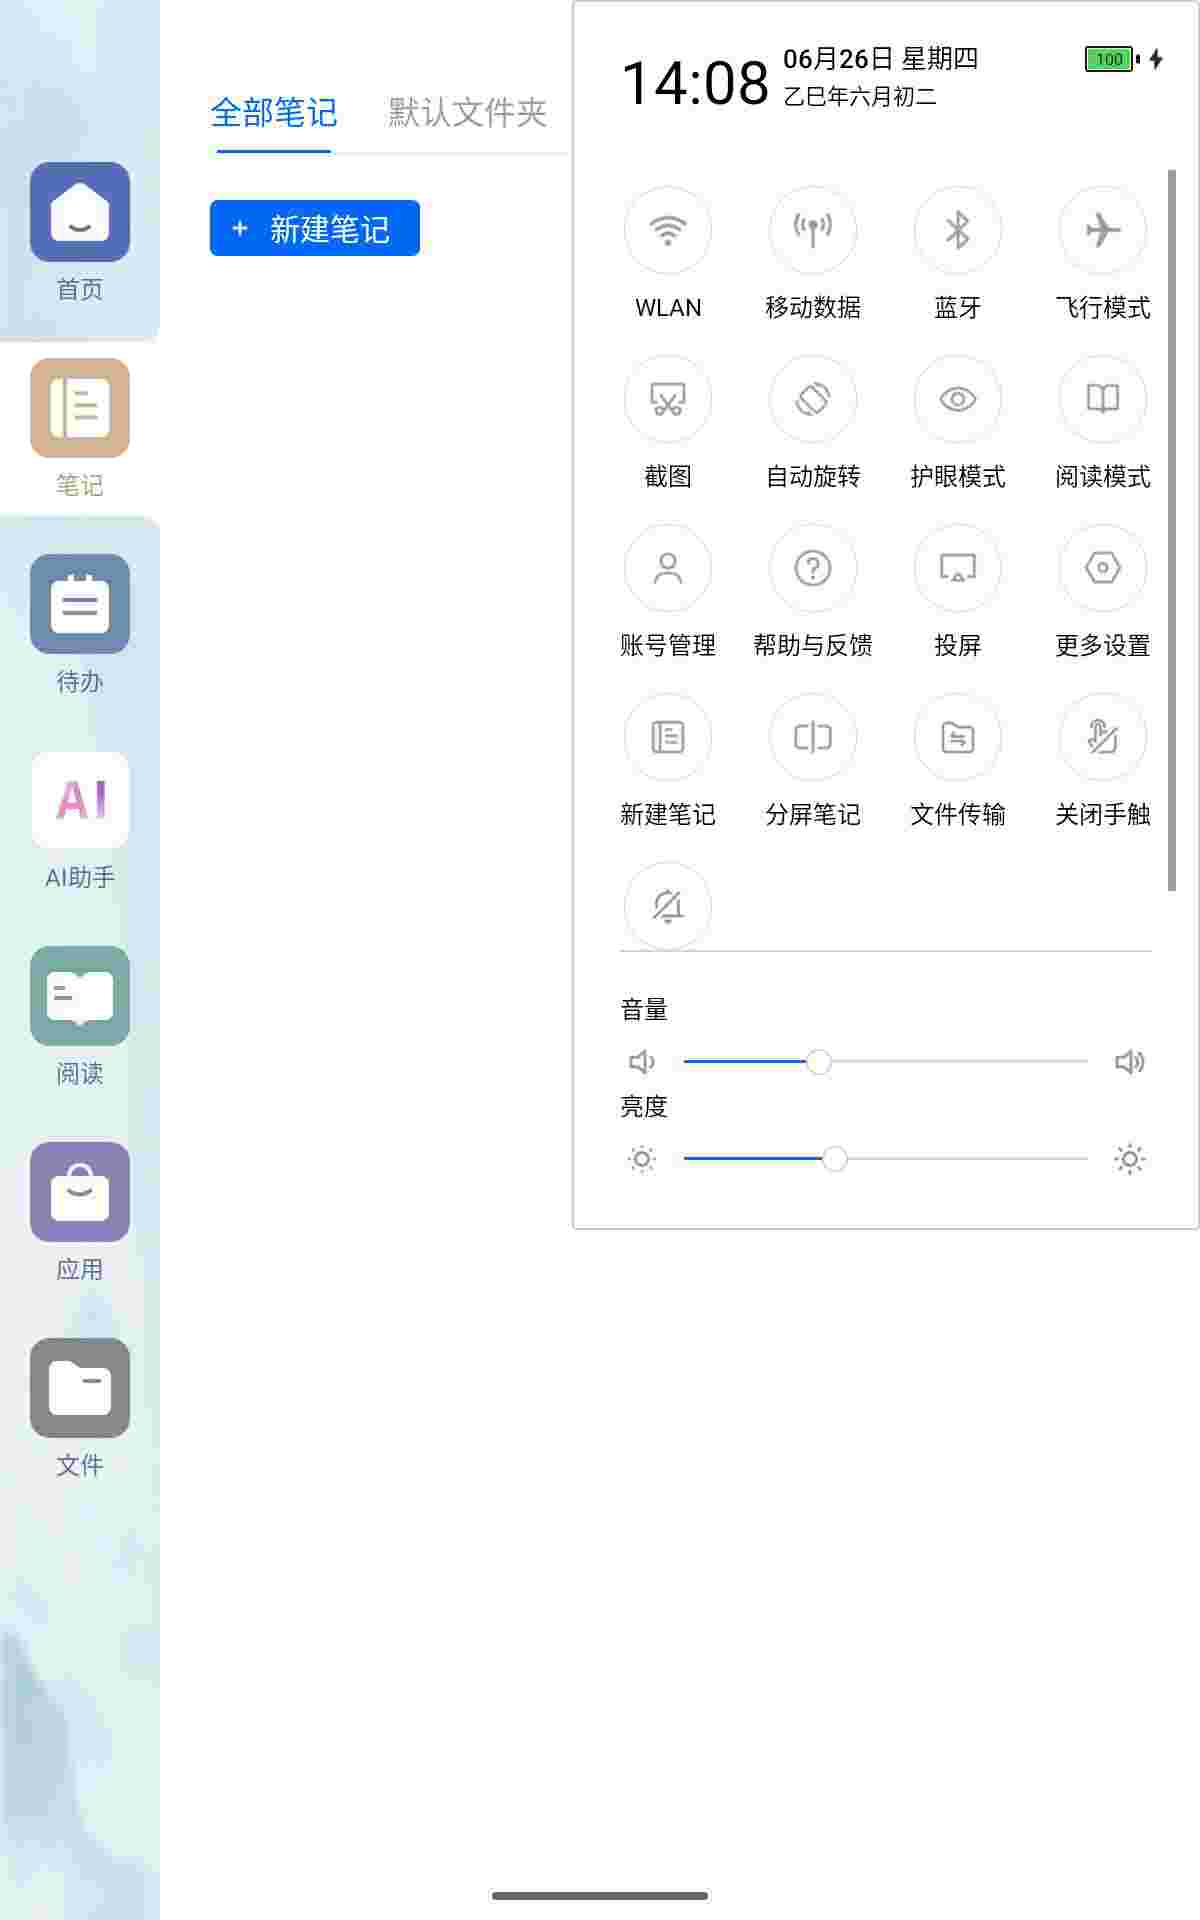 首页
笔记
待办
AI
AI助手
阅读
应用
文件
全部笔记 默认文件夹
+ 新建笔记
14:08 06月26日 星期四
乙巳年六月初二
100
WLAN 移动数据 蓝牙 飞行模式
截图 自动旋转 护眼模式 阅读模式
账号管理 帮助与反馈 投屏 更多设置
新建笔记 分屏笔记 文件传输 关闭手触
音量
亮度